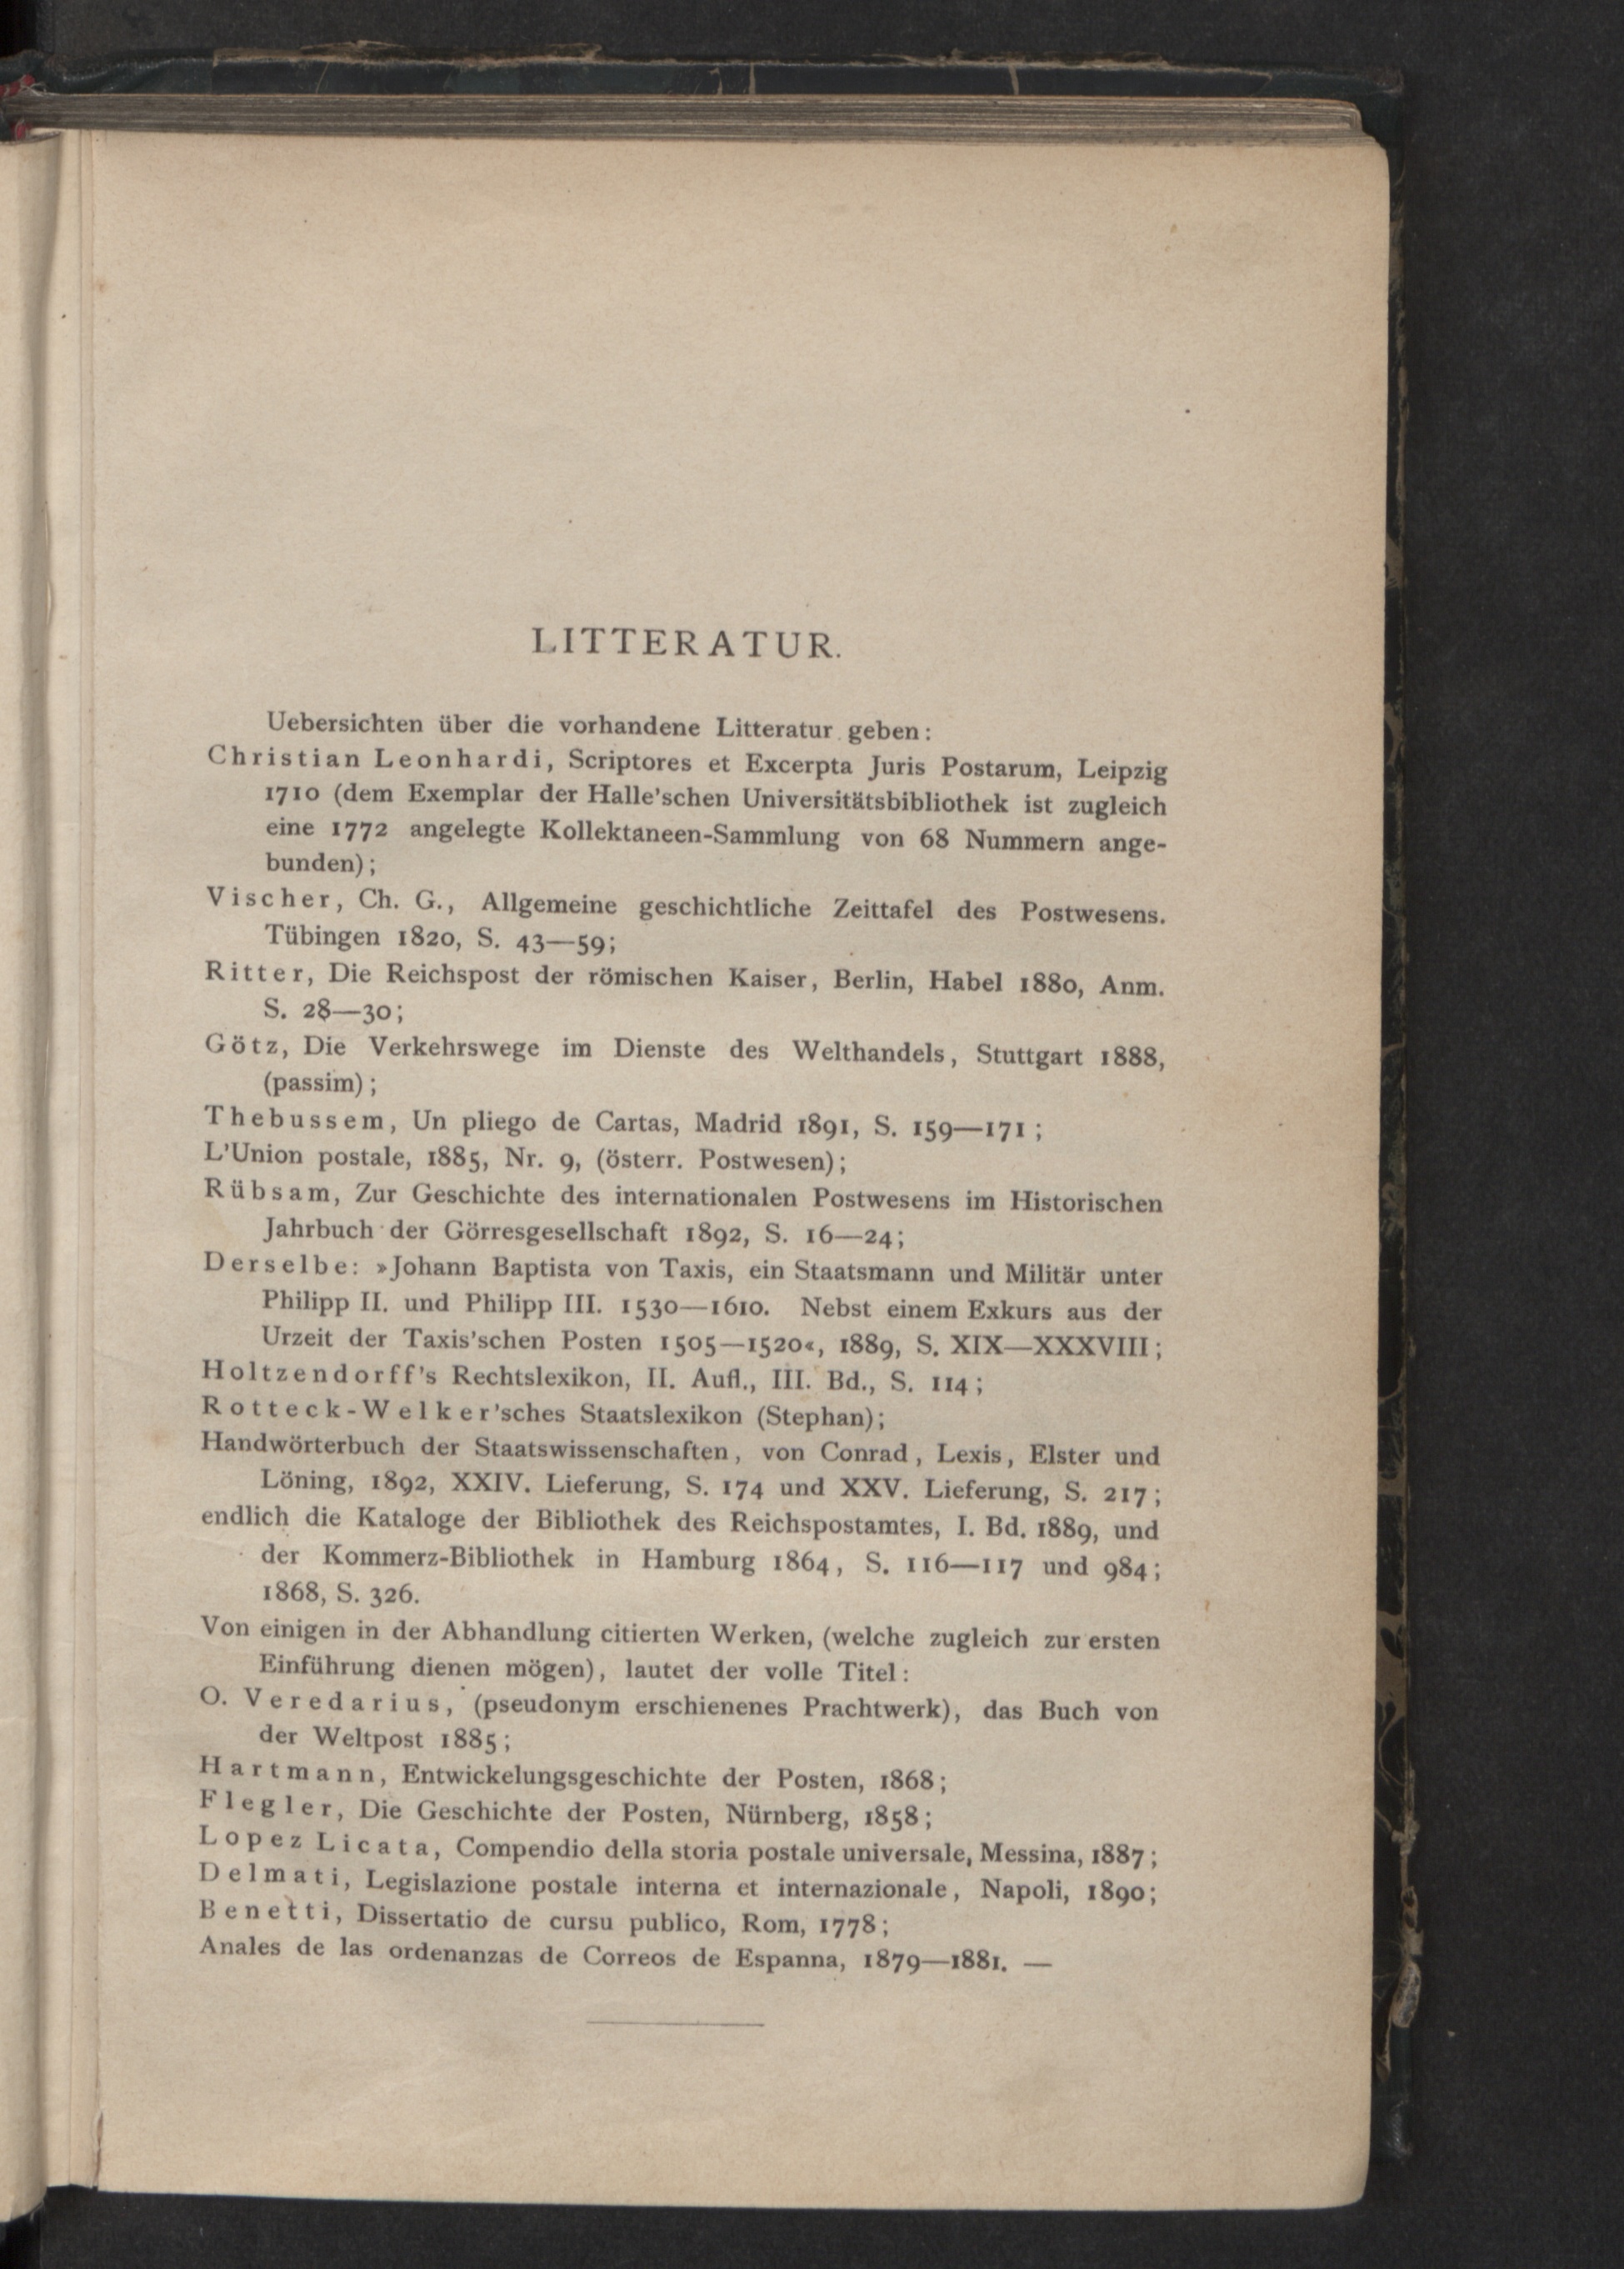 LITTERATUR.
Uebersichten über die vorhandene Litteratur geben:
Christian Leonhardi, Scriptores et Excerpta Juris Postarum, Leipzig
1710 (dem Exemplar der Halle'schen Universitätsbibliothek ist zugleich
eine 1772 angelegte Kollektaneen-Sammlung von 68 Nummern ange-
bunden);
Vischer, Ch. G., Allgemeine geschichtliche Zeittafel des Postwesens.
Tübingen 1820, S. 43—59;
Ritter, Die Reichspost der römischen Kaiser, Berlin, Habel 1880, Anm.
S. 28—30;
Götz, Die Verkehrswege im Dienste des Welthandels, Stuttgart 1888,
(passim);
Thebussem, Un pliego de Cartas, Madrid 1891, S. 159—171;
L'Union postale, 1885, Nr. 9, (österr. Postwesen);
Rübsam, Zur Geschichte des internationalen Postwesens im Historischen
Jahrbuch der Görresgesellschaft 1892, S. 16—24;
Derselbe: »Johann Baptista von Taxis, ein Staatsmann und Militär unter
Philipp II. und Philipp III. 1530—1610. Nebst einem Exkurs aus der
Urzeit der Taxis'schen Posten 1505—1520«, 1889, S. XIX—XXXVIII;
Holtzendorff's Rechtslexikon, II. Aufl., III. Bd., S. 114;
Rotteck-Welker'sches Staatslexikon (Stephan);
Handwörterbuch der Staatswissenschaften, von Conrad, Lexis, Elster und
Löning, 1892, XXIV. Lieferung, S. 174 und XXV. Lieferung, S. 217;
endlich die Kataloge der Bibliothek des Reichspostamtes, I. Bd. 1889, und
der Kommerz-Bibliothek in Hamburg 1864, S. 116—117 und 984;
1868, S. 326.
Von einigen in der Abhandlung citierten Werken, (welche zugleich zur ersten
Einführung dienen mögen), lautet der volle Titel:
O. Veredarius, (pseudonym erschienenes Prachtwerk), das Buch von
der Weltpost 1885;
Hartmann, Entwickelungsgeschichte der Posten, 1868;
Flegler, Die Geschichte der Posten, Nürnberg, 1858;
Lopez Licata, Compendio della storia postale universale, Messina, 1887;
Delmati, Legislazione postale interna et internazionale, Napoli, 1890;
Benetti, Dissertatio de cursu publico, Rom, 1778;
Anales de las ordenanzas de Correos de Espanna, 1879—1881. —